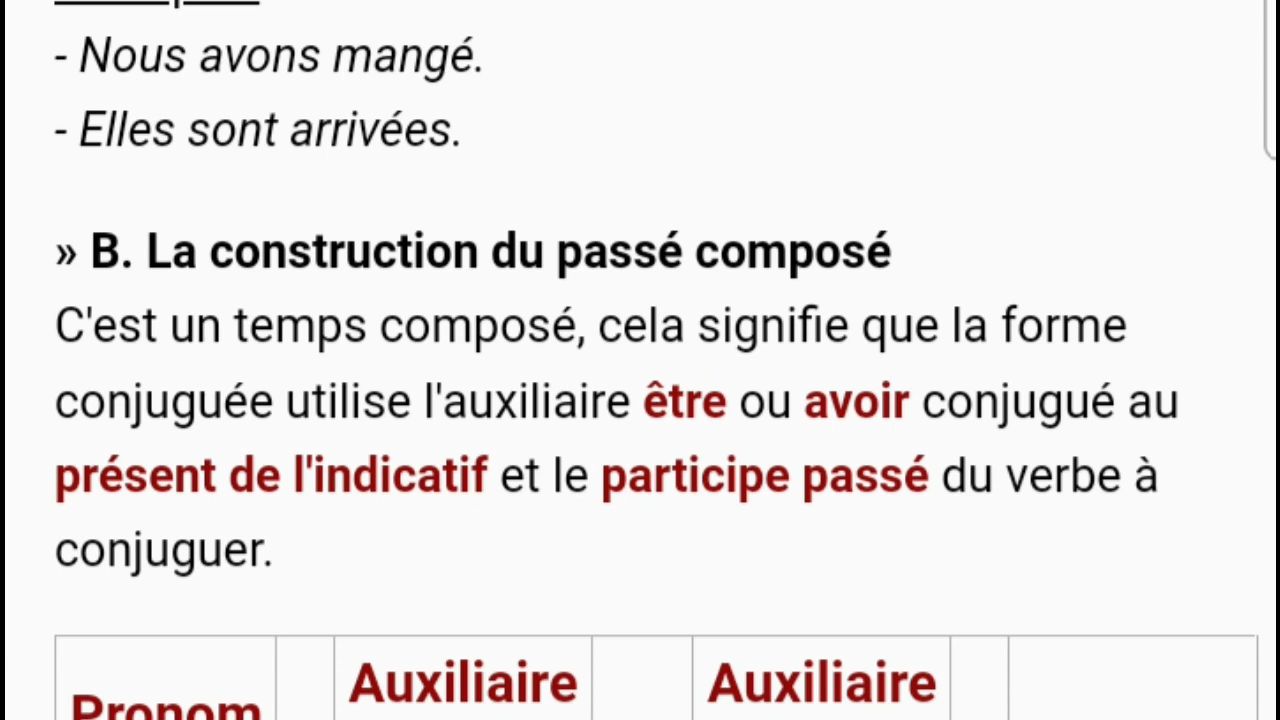 - Nous avons mangé.
- Elles sont arrivées.
» B. La construction du passé composé
C'est un temps composé, cela signifie que la forme
conjuguée utilise l'auxiliaire être ou avoir conjugué au
présent de l'indicatif et le participe passé du verbe à
conjuguer.
Auxiliaire Auxiliaire
Pronom